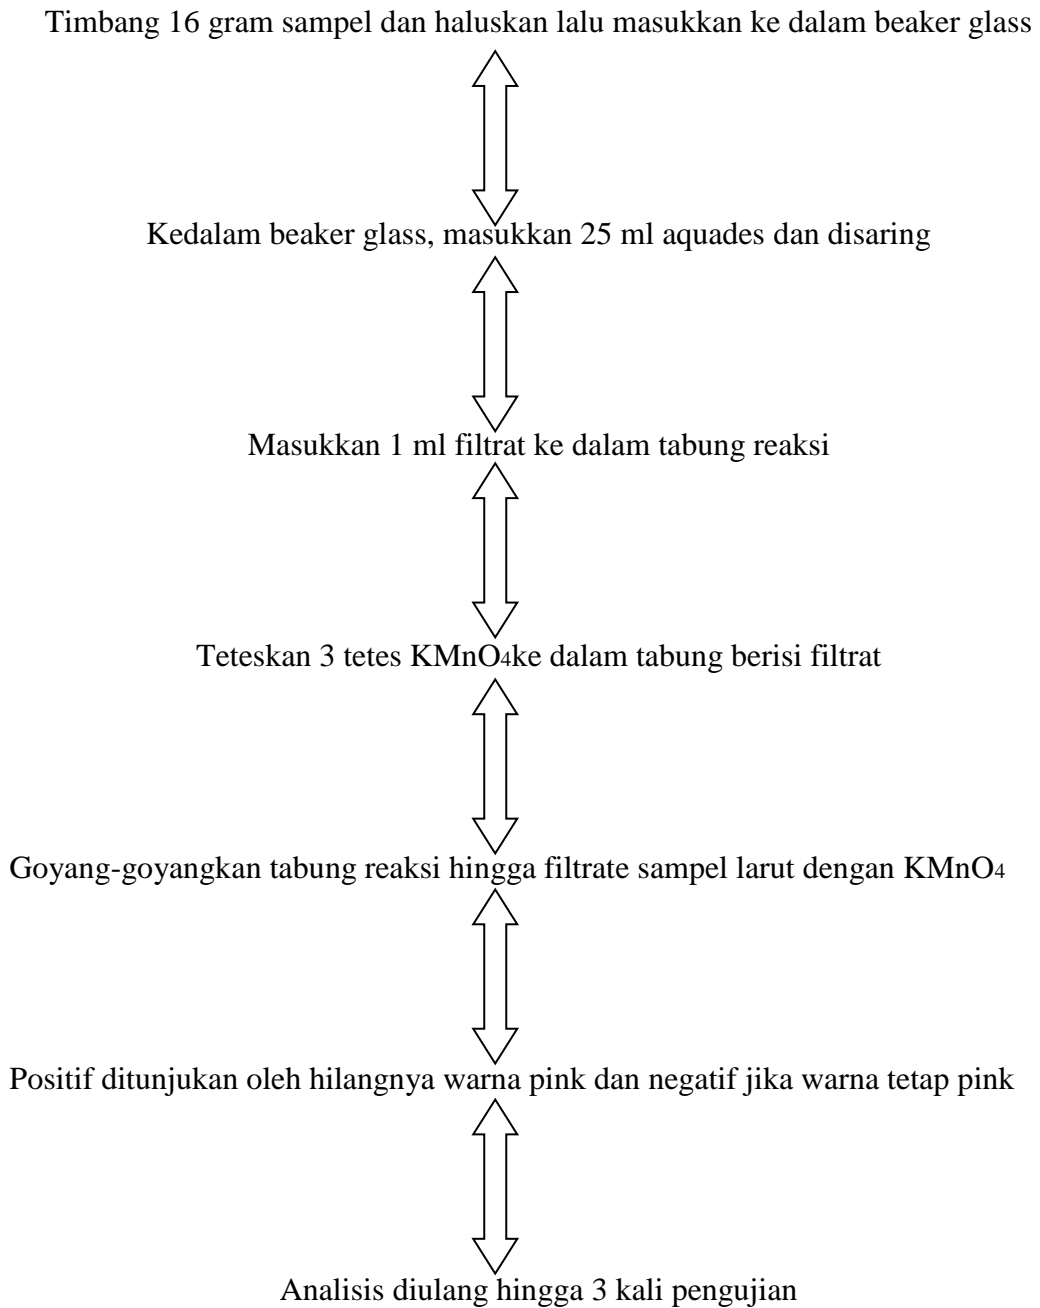 Timbang 16 gram sampel dan haluskan lalu masukkan ke dalam beaker glass
Kedalam beaker glass, masukkan 25 ml aquades dan disaring
Masukkan 1 ml filtrat ke dalam tabung reaksi
Teteskan 3 tetes KMnO4ke dalam tabung berisi filtrat
Goyang-goyangkan tabung reaksi hingga filtrate sampel larut dengan KMnO4
Positif ditunjukan oleh hilangnya warna pink dan negatif jika warna tetap pink
Analisis diulang hingga 3 kali pengujian